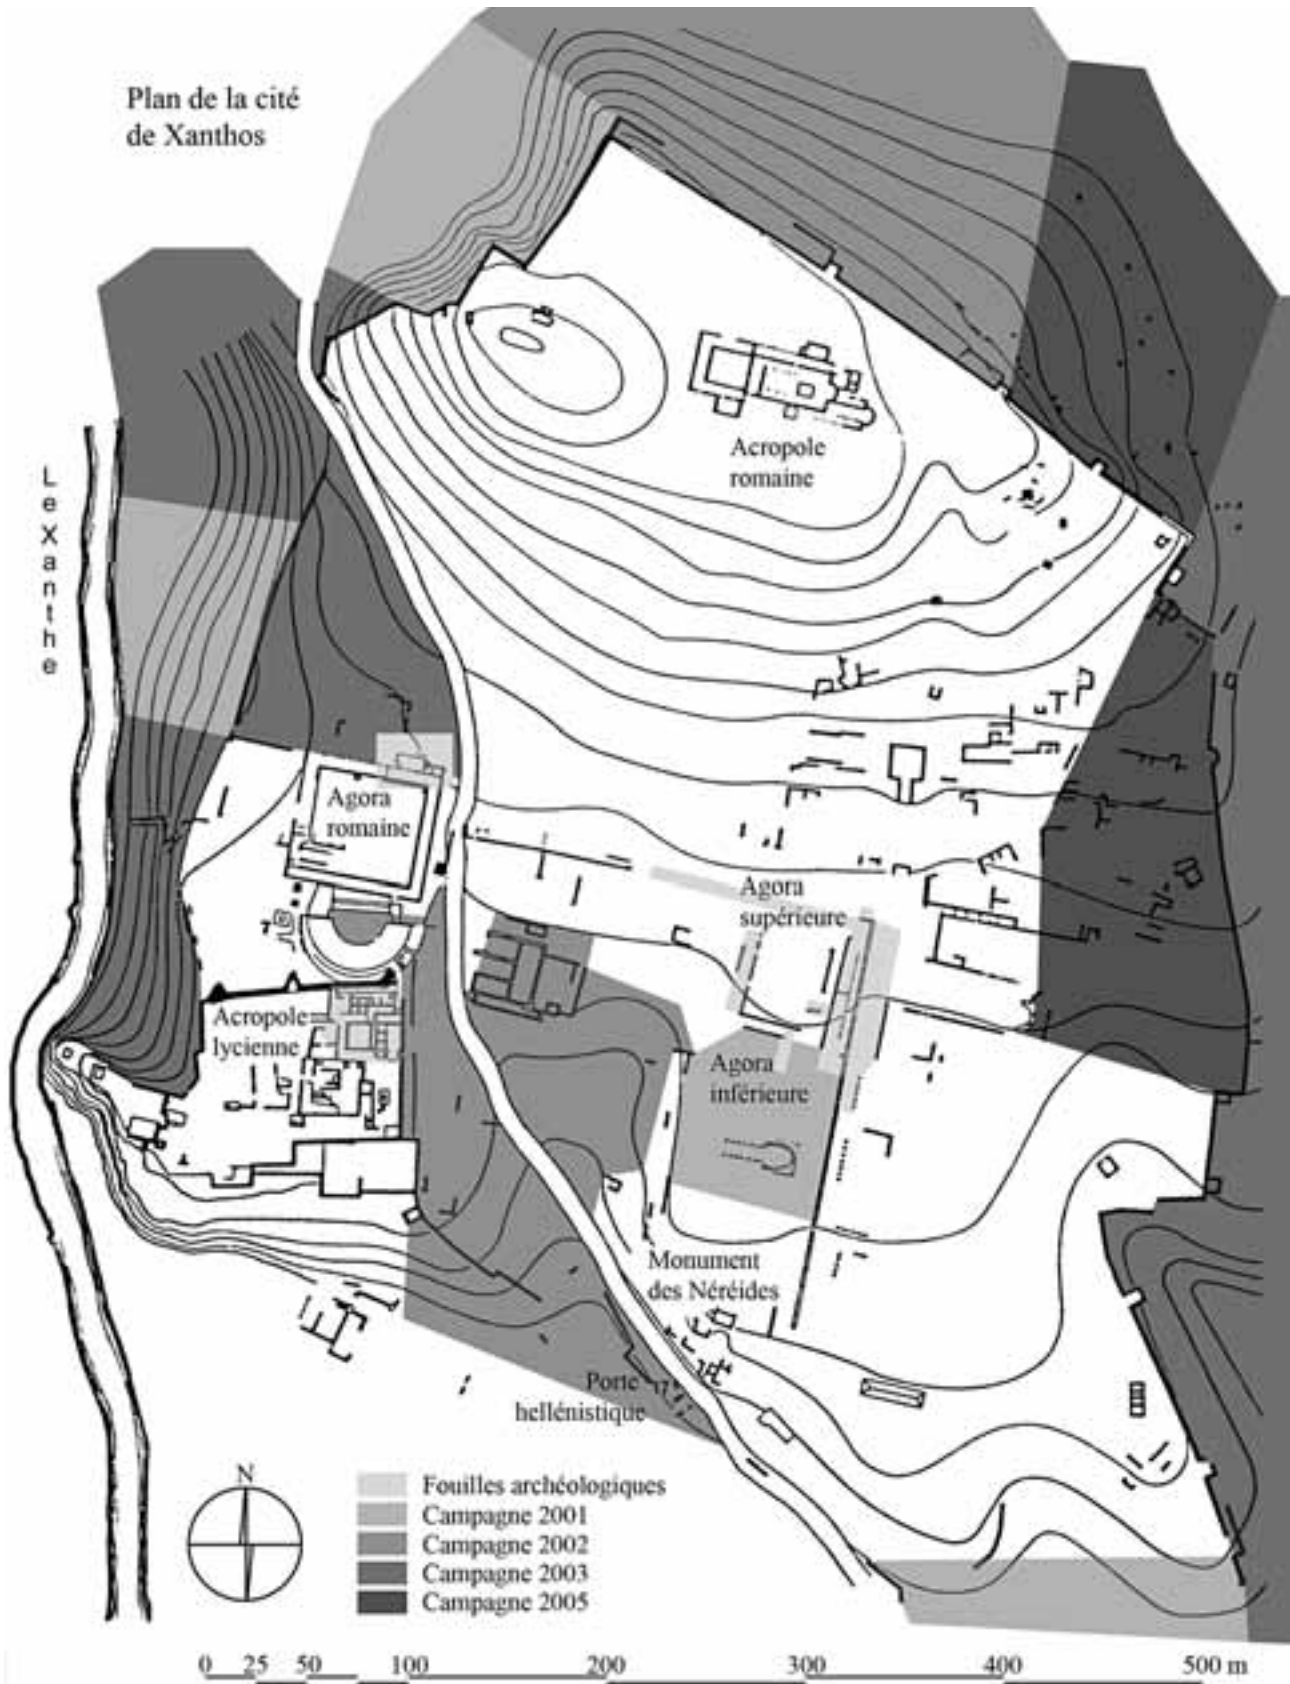 Plan de la cité
de Xanthos
Le Xanthe
Acropole
romaine
Agora
romaine
Agora
supérieure
Acropole
lycienne
Agora
inférieure
Monument
des Néréides
Porte
hellénistique
N
Fouilles archéologiques
Campagne 2001
Campagne 2002
Campagne 2003
Campagne 2005
0 25 50 100 200 300 400 500 m